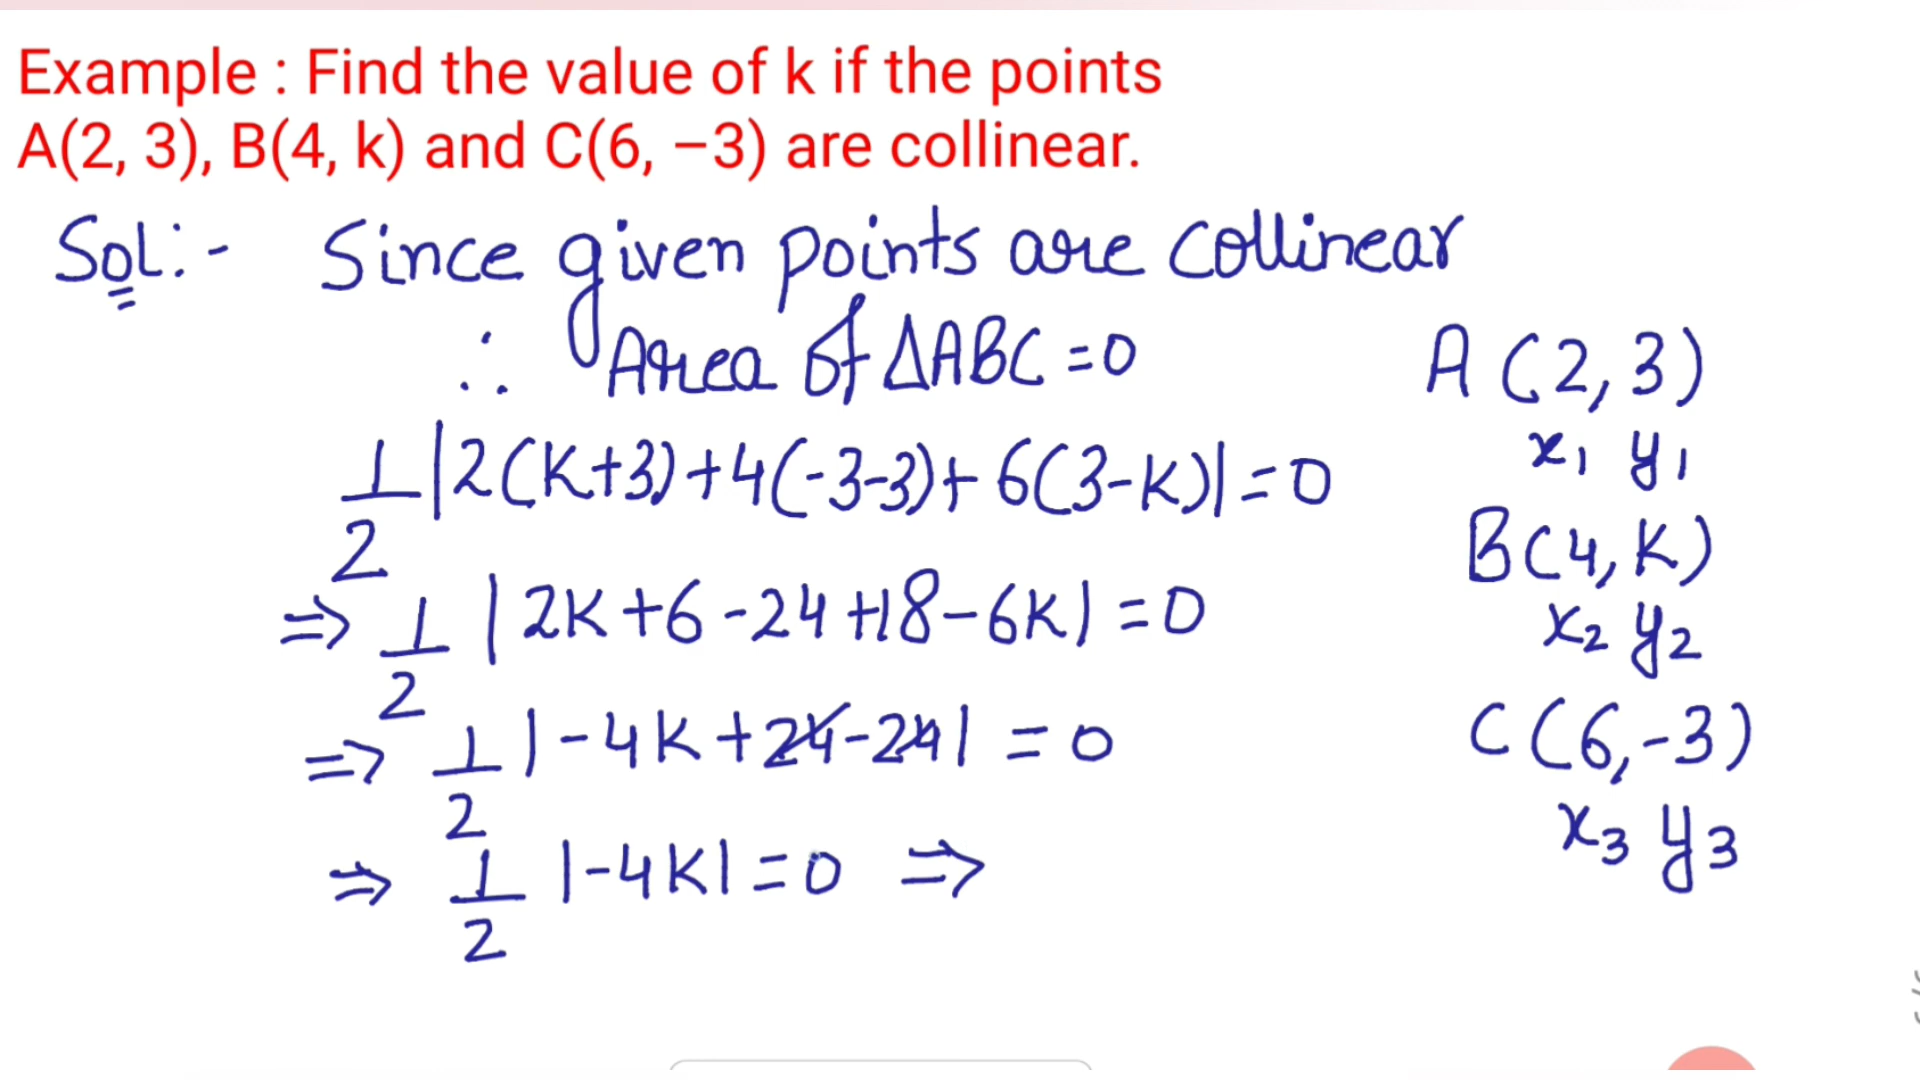 Example : Find the value of k if the points
A(2, 3), B(4, k) and C(6, –3) are collinear.
Sol:- Since given points are collinear
∴ Area of ΔABC = 0
1/2 |2(K+3)+4(-3-3)+6(3-K)| = 0
⇒ 1/2 |2K+6-24+18-6K| = 0
⇒ 1/2 |-4K+24-24| = 0
⇒ 1/2 |-4K| = 0 ⇒
A (2, 3)
x₁ y₁
B(4, K)
x₂ y₂
C (6, -3)
x₃ y₃